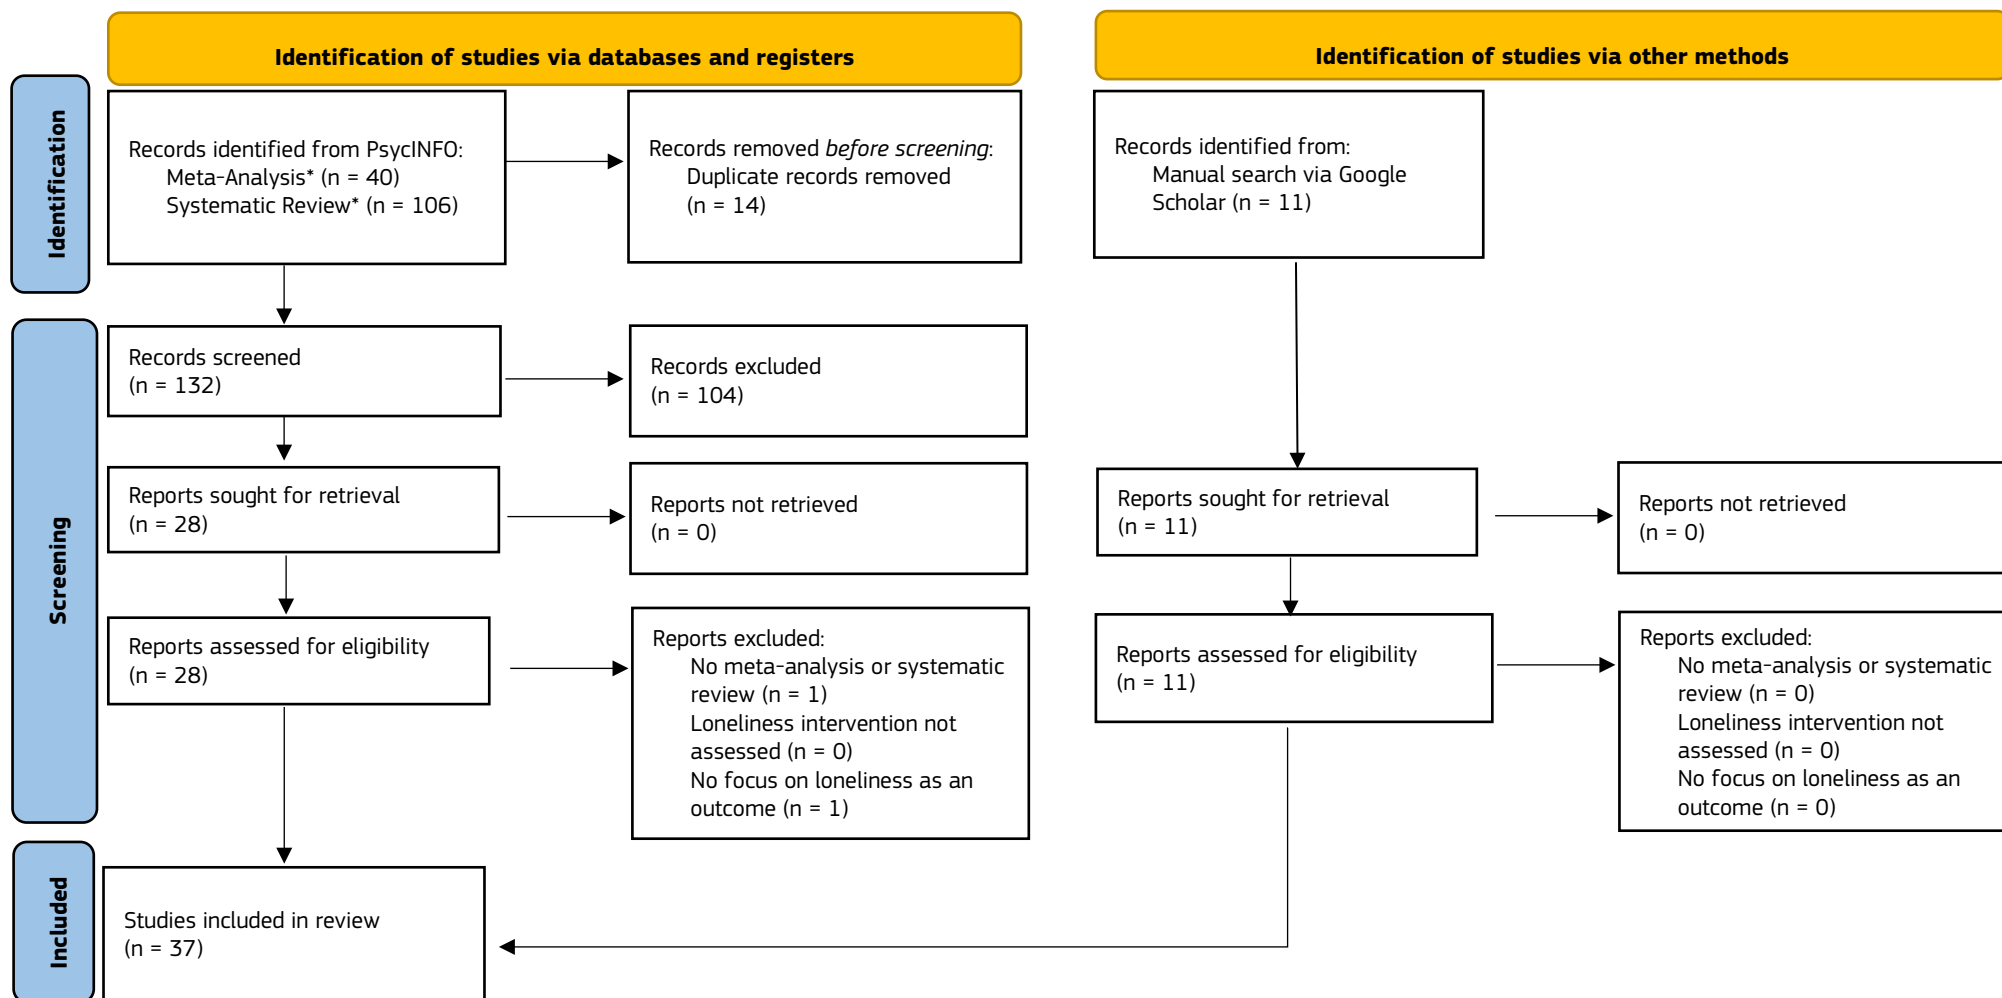 Identification of studies via databases and registers
Identification of studies via other methods
Identification
Records identified from PsycINFO:
Meta-Analysis* (n = 40)
Systematic Review* (n = 106)
Records removed before screening:
Duplicate records removed
(n = 14)
Records identified from:
Manual search via Google
Scholar (n = 11)
Screening
Records screened
(n = 132)
Records excluded
(n = 104)
Reports sought for retrieval
(n = 28)
Reports not retrieved
(n = 0)
Reports sought for retrieval
(n = 11)
Reports not retrieved
(n = 0)
Reports assessed for eligibility
(n = 28)
Reports excluded:
No meta-analysis or systematic
review (n = 1)
Loneliness intervention not
assessed (n = 0)
No focus on loneliness as an
outcome (n = 1)
Reports assessed for eligibility
(n = 11)
Reports excluded:
No meta-analysis or systematic
review (n = 0)
Loneliness intervention not
assessed (n = 0)
No focus on loneliness as an
outcome (n = 0)
Included
Studies included in review
(n = 37)